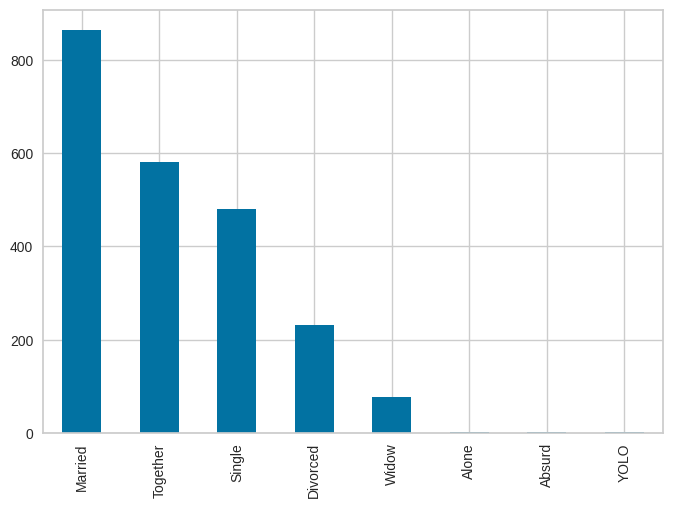 800
600
400
200
0
Married
Together
Single
Divorced
Widow
Alone
Absurd
YOLO